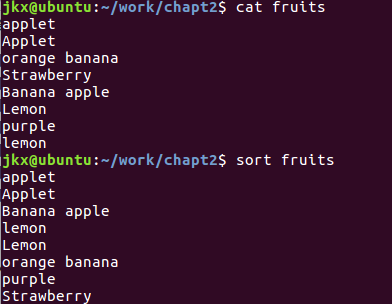 jkx@ubuntu:~/work/chapt2$ cat fruits
applet
Applet
orange banana
Strawberry
Banana apple
Lemon
purple
lemon
jkx@ubuntu:~/work/chapt2$ sort fruits
applet
Applet
Banana apple
lemon
Lemon
orange banana
purple
Strawberry